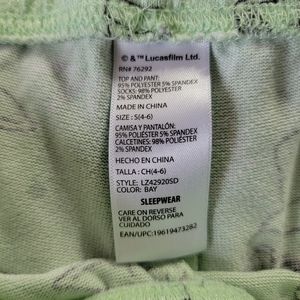 © & ™ Lucasfilm Ltd.
RN# 76292
TOP AND PANT:
95% POLYESTER 5% SPANDEX
SOCKS: 98% POLYESTER
2% SPANDEX
MADE IN CHINA
SIZE: S(4-6)
CAMISA Y PANTALÓN:
95% POLIÉSTER 5% SPANDEX
CALCETINES: 98% POLIÉSTER
2% SPANDEX
HECHO EN CHINA
TALLA: CH(4-6)
STYLE: LZ42920SD
COLOR: BAY
SLEEPWEAR
CARE ON REVERSE
VER AL DORSO PARA
CUIDADO
EAN/UPC: 19619473282